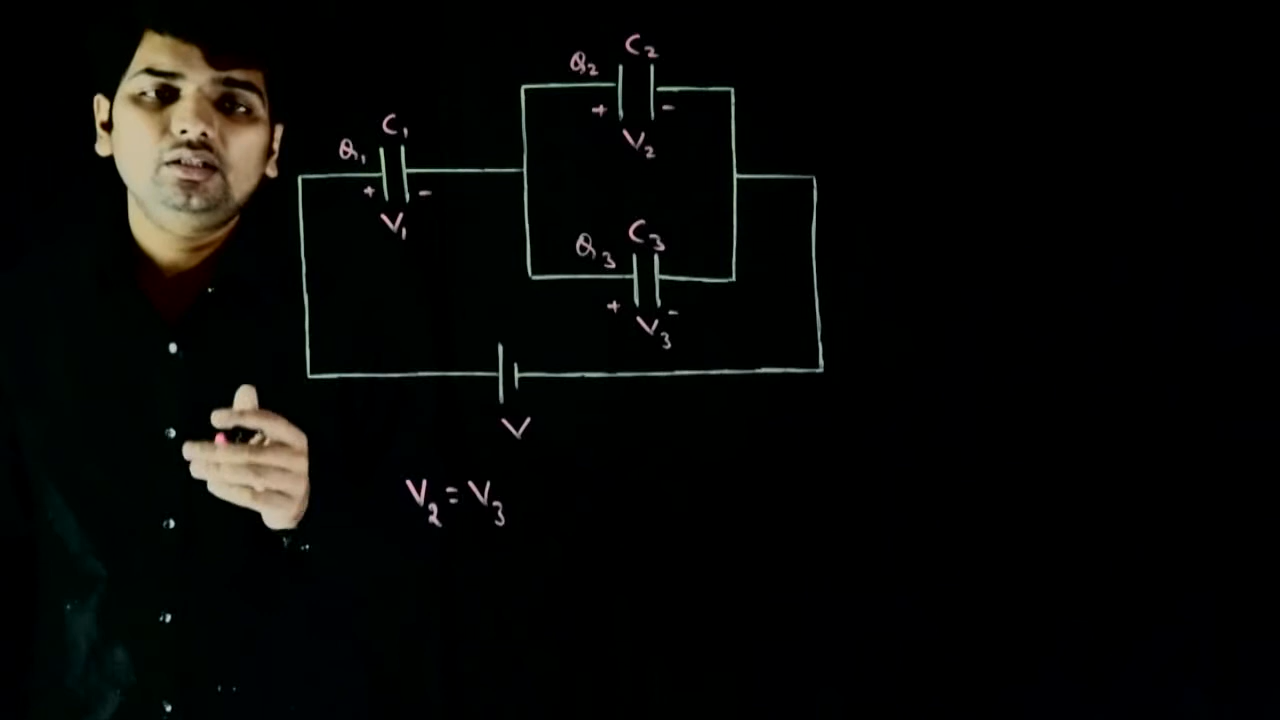 C₂
Q₂
+ -
V₂
C₁
Q₁
+ -
V₁
C₃
Q₃
+ -
V₃
V
V₂ = V₃